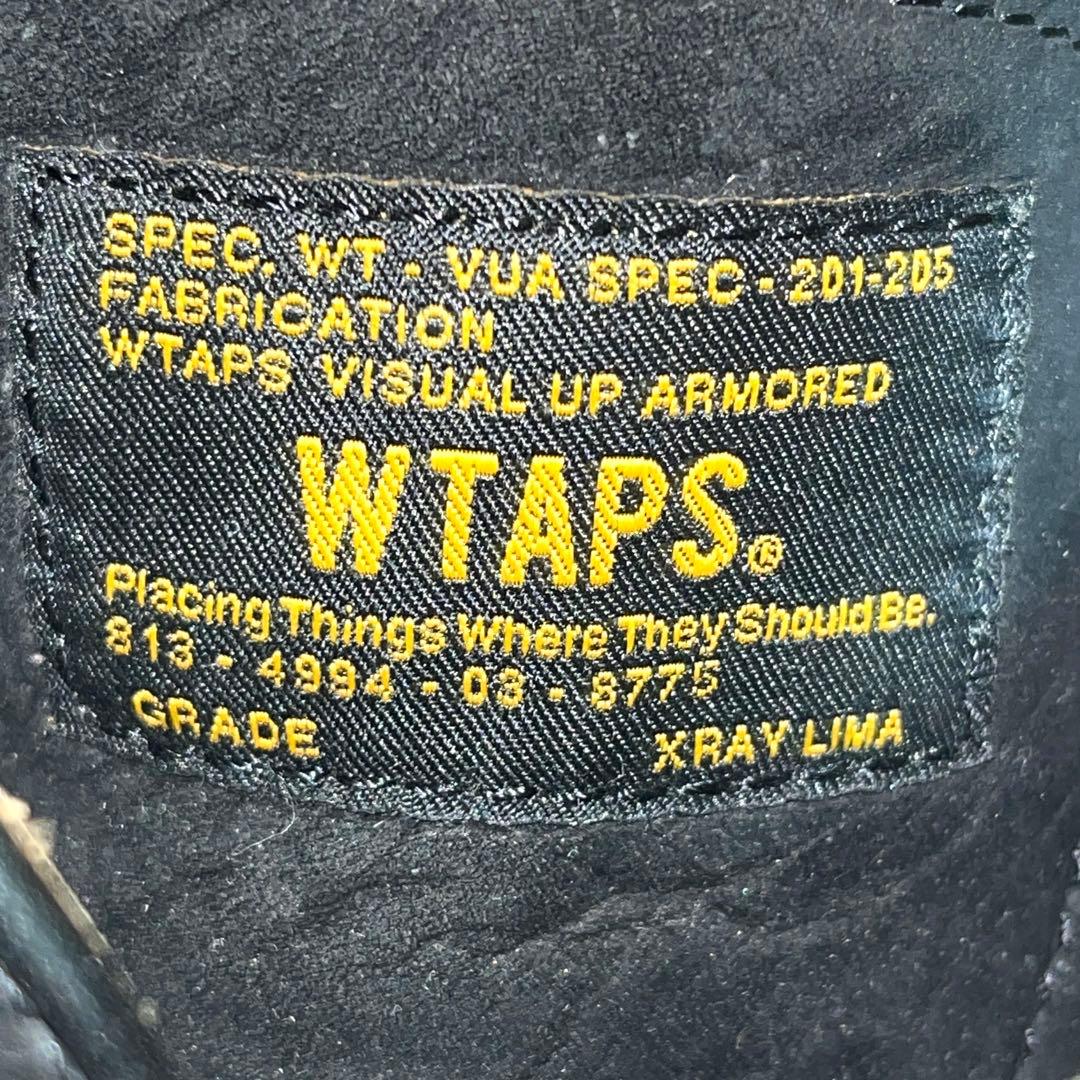 SPEC. WT - VUA SPEC - 201-205
FABRICATION
WTAPS VISUAL UP ARMORED
WTAPS®
Placing Things Where They Should Be.
813 - 4994 - 03 - 8775
GRADE XRAY LIMA